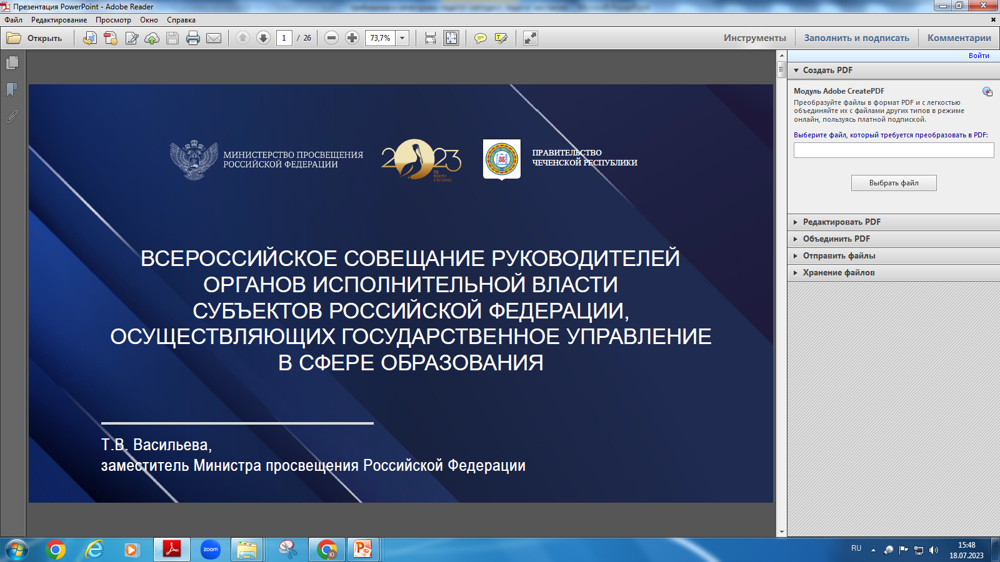 Презентация PowerPoint - Adobe Reader
Файл Редактирование Просмотр Окно Справка
Открыть 1 / 26 73,7% Инструменты Заполнить и подписать Комментарии
Войти
Создать PDF
Модуль Adobe CreatePDF
Преобразуйте файлы в формат PDF и с легкостью
объединяйте их с файлами других типов в режиме
онлайн, пользуясь платной подпиской.
Выберите файл, который требуется преобразовать в PDF:
Выбрать файл
Редактировать PDF
Объединить PDF
Отправить файлы
Хранение файлов
МИНИСТЕРСТВО ПРОСВЕЩЕНИЯ
РОССИЙСКОЙ ФЕДЕРАЦИИ
2023
ГОД
ПЕДАГОГА
И НАСТАВНИКА
ПРАВИТЕЛЬСТВО
ЧЕЧЕНСКОЙ РЕСПУБЛИКИ
ВСЕРОССИЙСКОЕ СОВЕЩАНИЕ РУКОВОДИТЕЛЕЙ
ОРГАНОВ ИСПОЛНИТЕЛЬНОЙ ВЛАСТИ
СУБЪЕКТОВ РОССИЙСКОЙ ФЕДЕРАЦИИ,
ОСУЩЕСТВЛЯЮЩИХ ГОСУДАРСТВЕННОЕ УПРАВЛЕНИЕ
В СФЕРЕ ОБРАЗОВАНИЯ
Т.В. Васильева,
заместитель Министра просвещения Российской Федерации
zoom
Ю
RU
15:48
18.07.2023